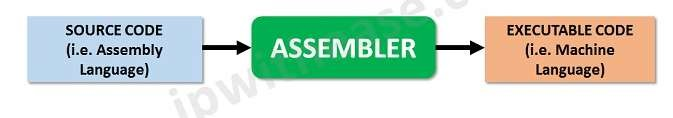 SOURCE CODE
(i.e. Assembly
Language)
ASSEMBLER
EXECUTABLE CODE
(i.e. Machine
Language)